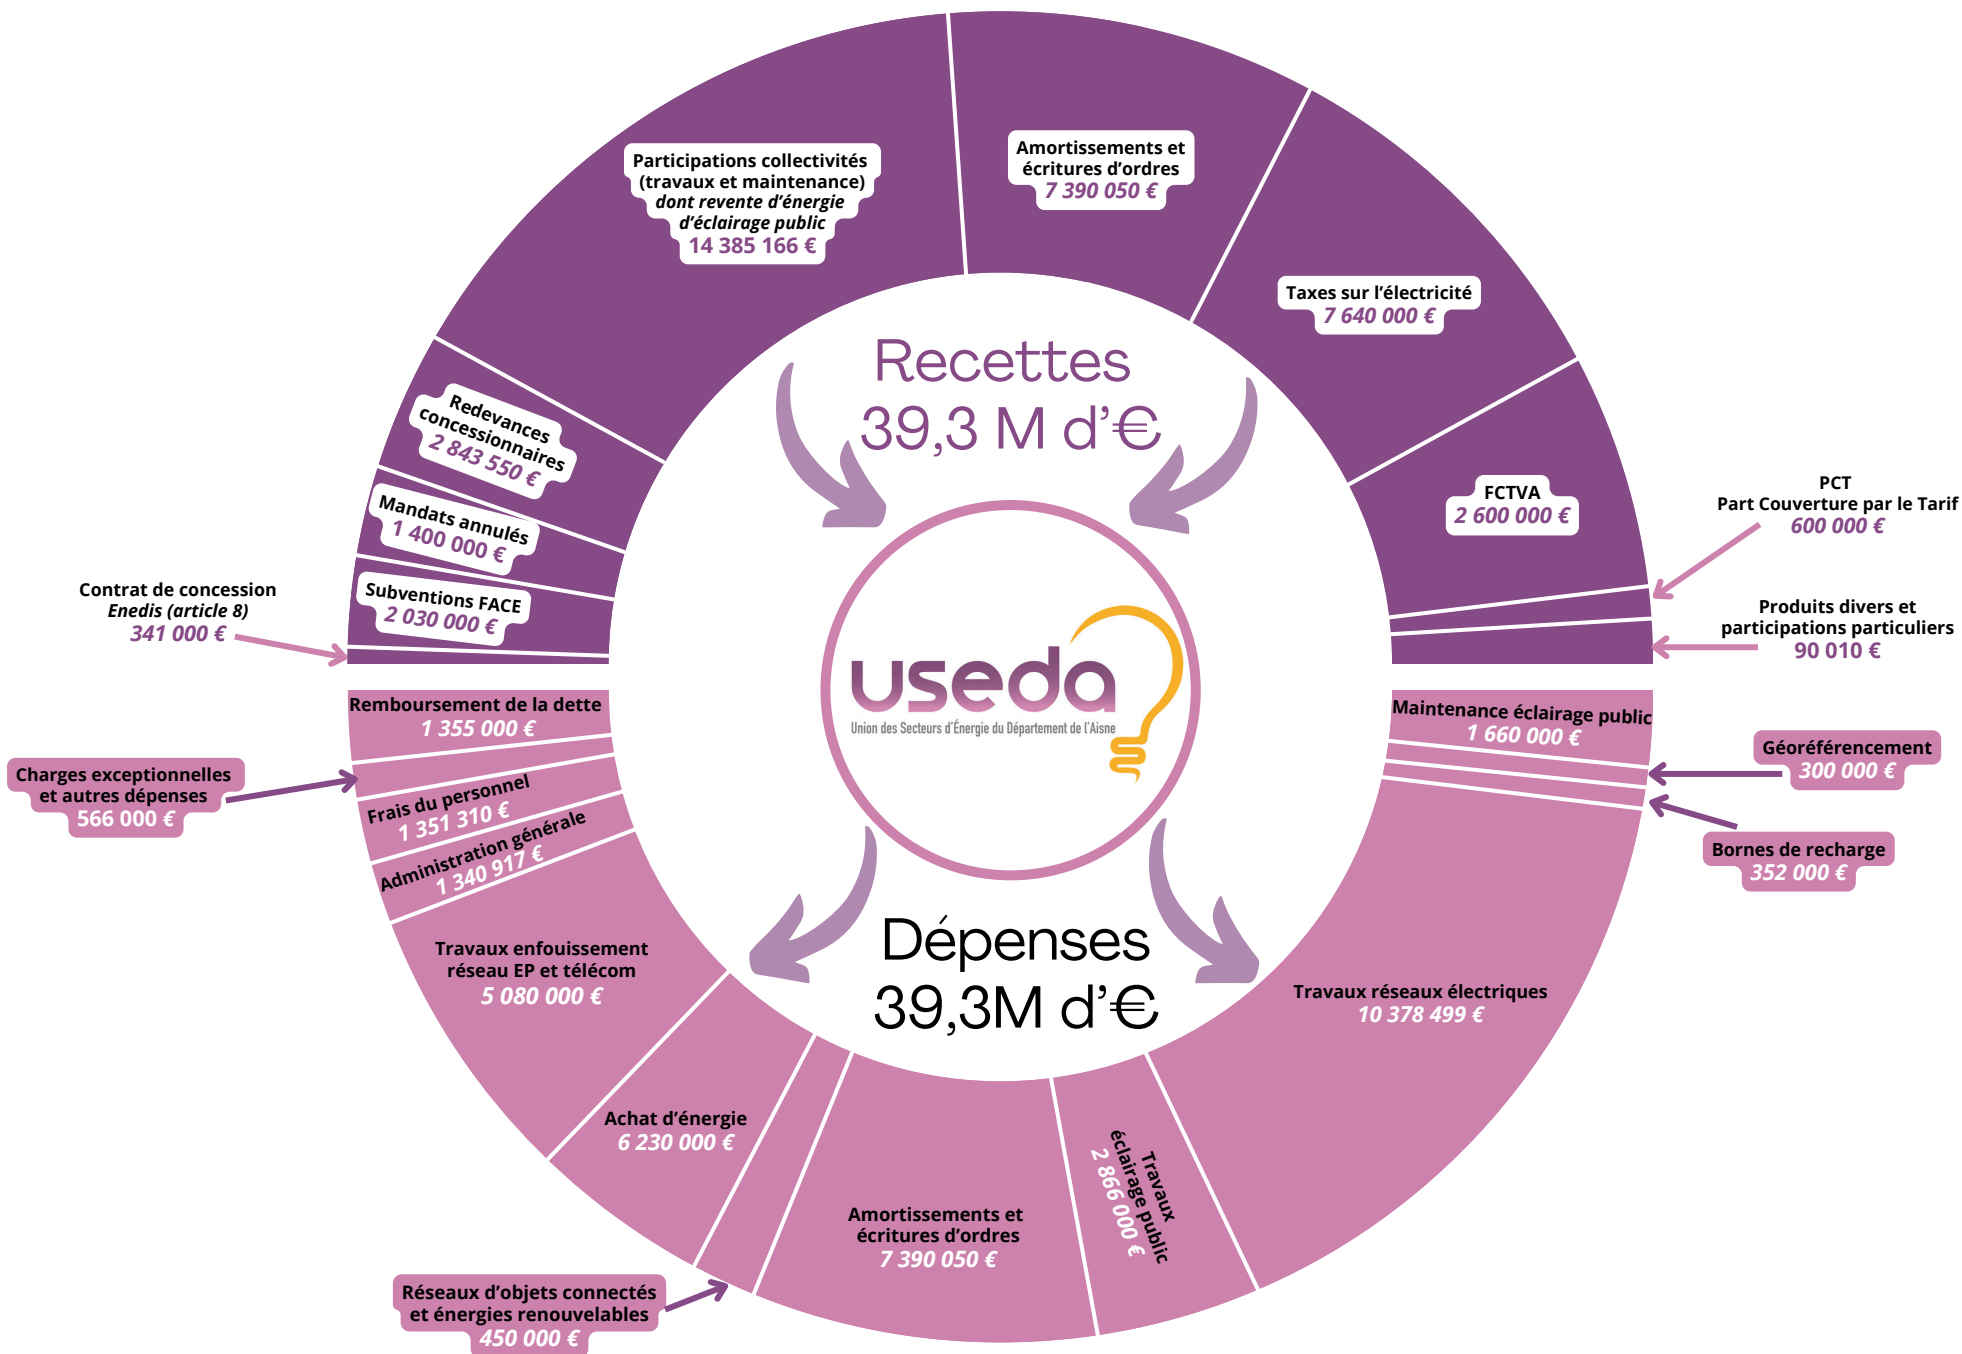 Participations collectivités
(travaux et maintenance)
dont revente d’énergie
d’éclairage public
14 385 166 €
Amortissements et
écritures d’ordres
7 390 050 €
Taxes sur l’électricité
7 640 000 €
Redevances
concessionnaires
2 843 550 €
Mandats annulés
1 400 000 €
Subventions FACE
2 030 000 €
Contrat de concession
Enedis (article 8)
341 000 €
FCTVA
2 600 000 €
PCT
Part Couverture par le Tarif
600 000 €
Produits divers et
participations particuliers
90 010 €
Recettes
39,3 M d’€
useda
Union des Secteurs d’Énergie du Département de l’Aisne
Dépenses
39,3M d’€
Remboursement de la dette
1 355 000 €
Charges exceptionnelles
et autres dépenses
566 000 €
Frais du personnel
1 351 310 €
Administration générale
1 340 917 €
Travaux enfouissement
réseau EP et télécom
5 080 000 €
Achat d’énergie
6 230 000 €
Réseaux d’objets connectés
et énergies renouvelables
450 000 €
Amortissements et
écritures d’ordres
7 390 050 €
Travaux
éclairage public
2 866 000 €
Travaux réseaux électriques
10 378 499 €
Maintenance éclairage public
1 660 000 €
Géoréférencement
300 000 €
Bornes de recharge
352 000 €